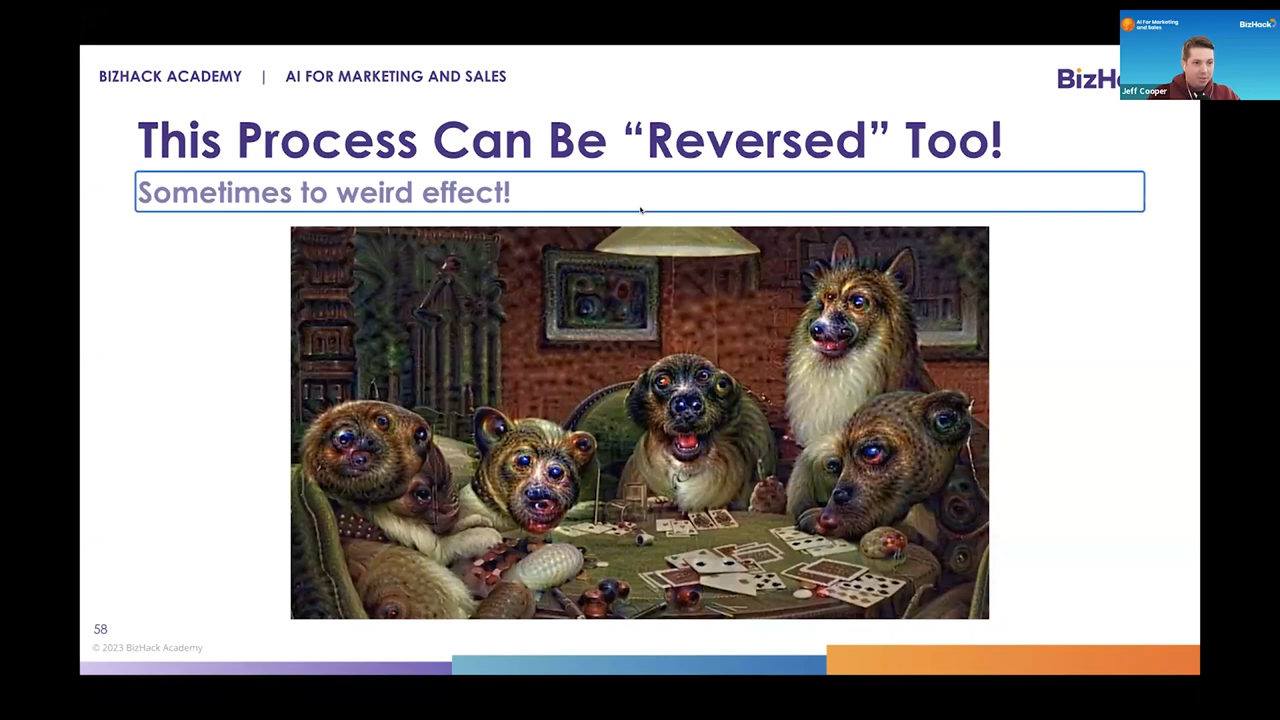 BIZHACK ACADEMY | AI FOR MARKETING AND SALES
BizH
AI For Marketing
and Sales
BizHack
Jeff Cooper
This Process Can Be “Reversed” Too!
Sometimes to weird effect!
58
© 2023 BizHack Academy